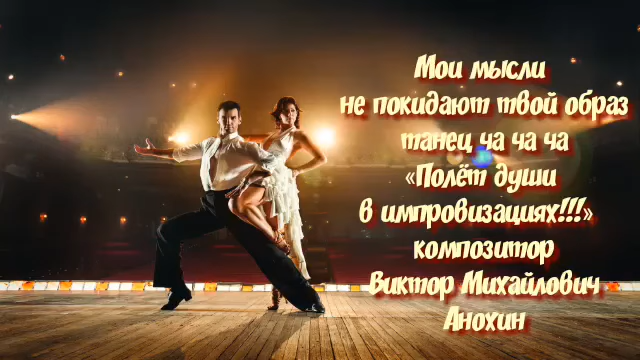 Мои мысли
не покидают твой образ
танец ча ча ча
«Полёт души
в импровизациях!!!»
композитор
Виктор Михайлович
Анохин